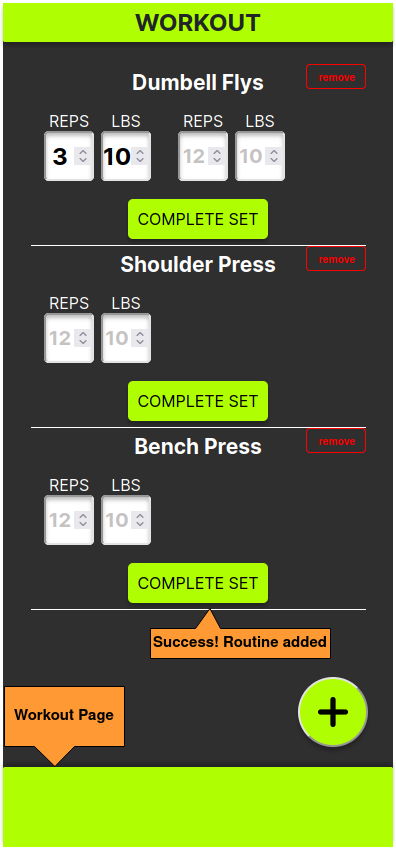 WORKOUT
Dumbell Flys
remove
REPS LBS REPS LBS
3 10 12 10
COMPLETE SET
Shoulder Press
remove
REPS LBS
12 10
COMPLETE SET
Bench Press
remove
REPS LBS
12 10
COMPLETE SET
Success! Routine added
Workout Page